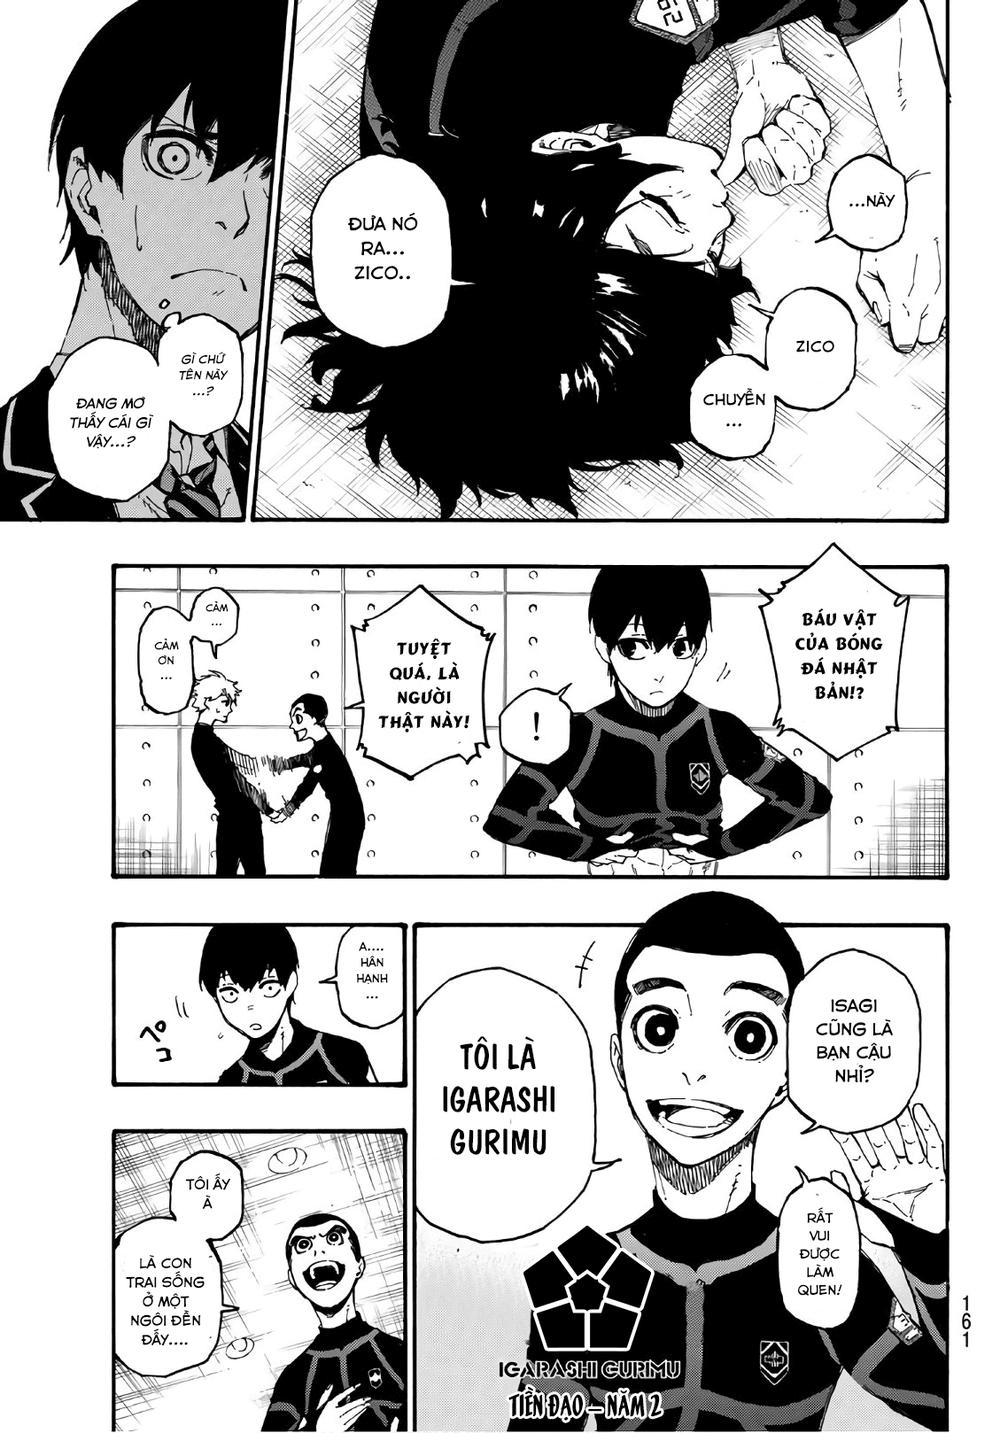 62
...NÀY
ZICO
CHUYỀN
...
ĐƯA NÓ
RA...
ZICO..
GÌ CHỨ
TÊN NÀY
...?
ĐANG MƠ
THẤY CÁI GÌ
VẬY...?
BÁU VẬT
CỦA BÓNG
ĐÁ NHẬT
BẢN!?
!
TUYỆT
QUÁ, LÀ
NGƯỜI
THẬT NÀY!
CẢM
...
CẢM
ƠN
...
ISAGI
CŨNG LÀ
BẠN CẬU
NHỈ?
TÔI LÀ
IGARASHI
GURIMU
RẤT
VUI
ĐƯỢC
LÀM
QUEN!
IGARASHI GURIMU
TIỀN ĐẠO – NĂM 2
A....
HÂN
HẠNH
...
ペコ
TÔI ẤY
À
LÀ CON
TRAI SỐNG
Ở MỘT
NGÔI ĐỀN
ĐẤY....
161